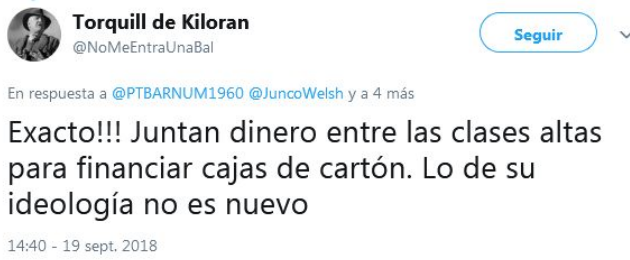 Torquill de Kiloran
@NoMeEntraUnaBal
Seguir
En respuesta a @PTBARNUM1960 @JuncoWelsh y a 4 más
Exacto!!! Juntan dinero entre las clases altas
para financiar cajas de cartón. Lo de su
ideología no es nuevo
14:40 - 19 sept. 2018